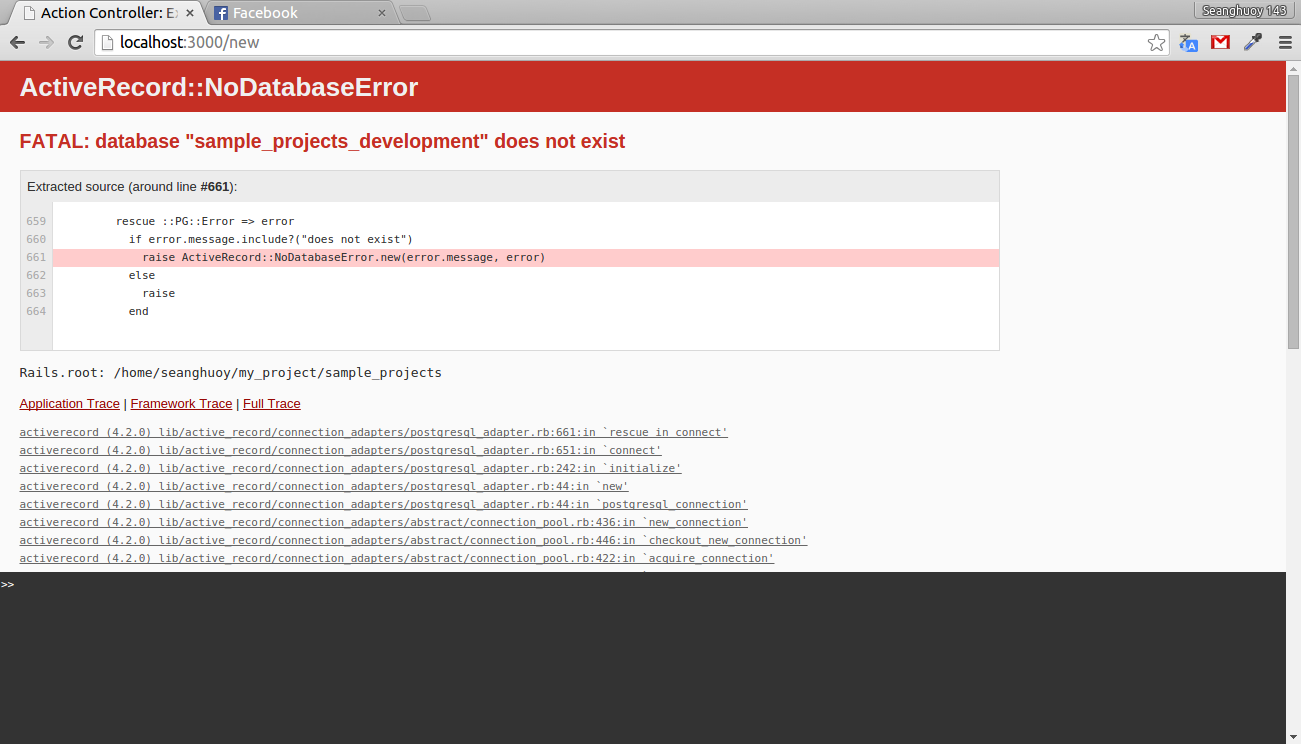 Action Controller: Ex
Facebook
Seanghuoy 143
localhost:3000/new
ActiveRecord::NoDatabaseError
FATAL: database "sample_projects_development" does not exist
Extracted source (around line #661):
659 rescue ::PG::Error => error
660 if error.message.include?("does not exist")
661 raise ActiveRecord::NoDatabaseError.new(error.message, error)
662 else
663 raise
664 end
Rails.root: /home/seanghuoy/my_project/sample_projects
Application Trace | Framework Trace | Full Trace
activerecord (4.2.0) lib/active_record/connection_adapters/postgresql_adapter.rb:661:in `rescue in connect'
activerecord (4.2.0) lib/active_record/connection_adapters/postgresql_adapter.rb:651:in `connect'
activerecord (4.2.0) lib/active_record/connection_adapters/postgresql_adapter.rb:242:in `initialize'
activerecord (4.2.0) lib/active_record/connection_adapters/postgresql_adapter.rb:44:in `new'
activerecord (4.2.0) lib/active_record/connection_adapters/postgresql_adapter.rb:44:in `postgresql_connection'
activerecord (4.2.0) lib/active_record/connection_adapters/abstract/connection_pool.rb:436:in `new_connection'
activerecord (4.2.0) lib/active_record/connection_adapters/abstract/connection_pool.rb:446:in `checkout_new_connection'
activerecord (4.2.0) lib/active_record/connection_adapters/abstract/connection_pool.rb:422:in `acquire_connection'
>>